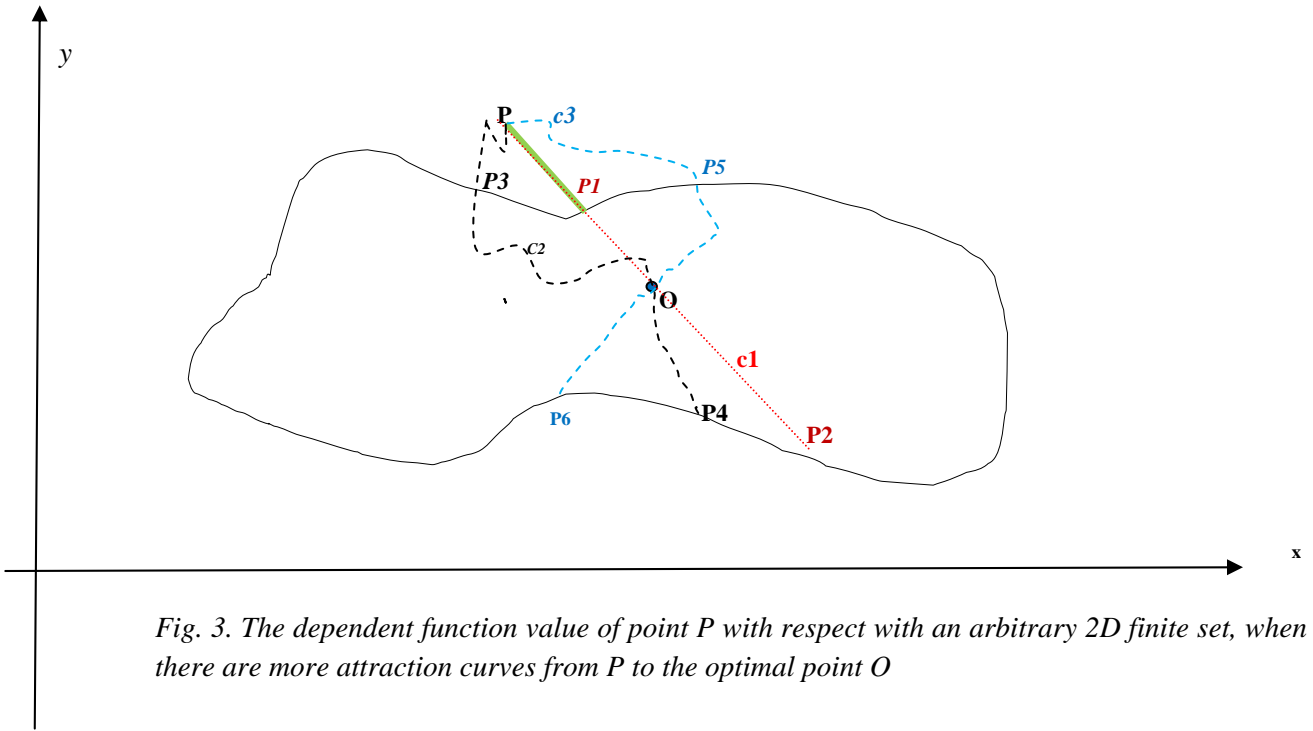 y
P
c3
P3
P1
P5
C2
O
c1
P6
P4
P2
x
Fig. 3. The dependent function value of point P with respect with an arbitrary 2D finite set, when
there are more attraction curves from P to the optimal point O